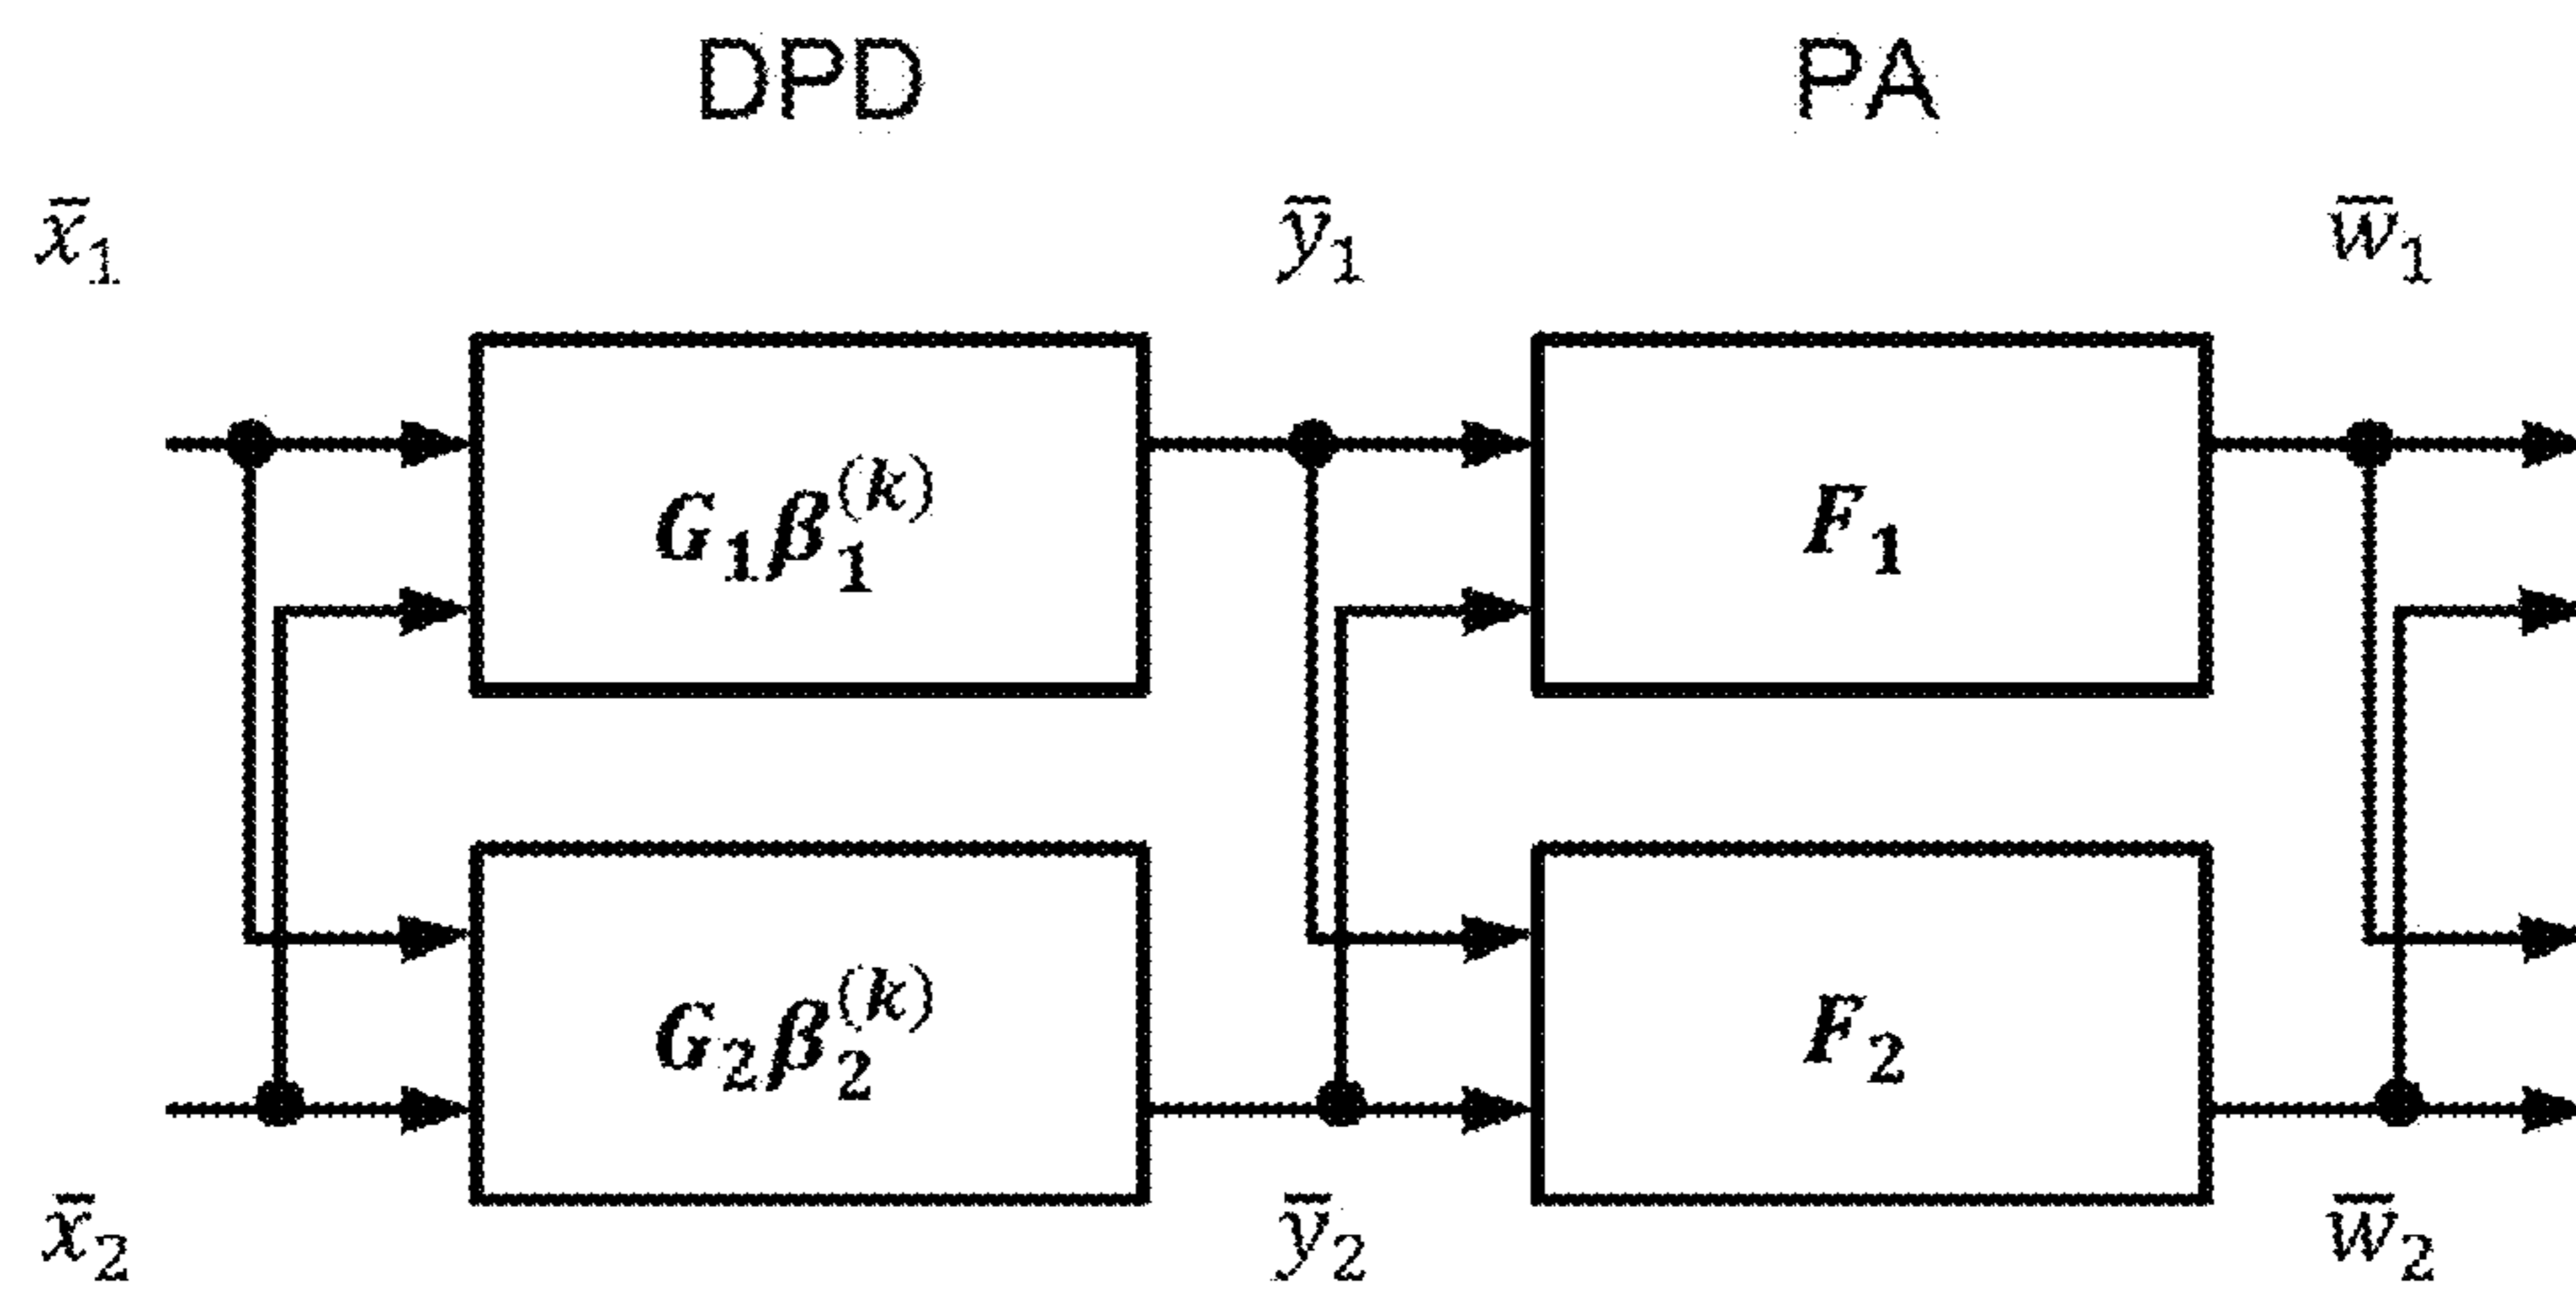 DPD PA
x̄₁ ȳ₁ w̄₁
G₁β₁⁽ᵏ⁾ F₁
G₂β₂⁽ᵏ⁾ F₂
x̄₂ ȳ₂ w̄₂